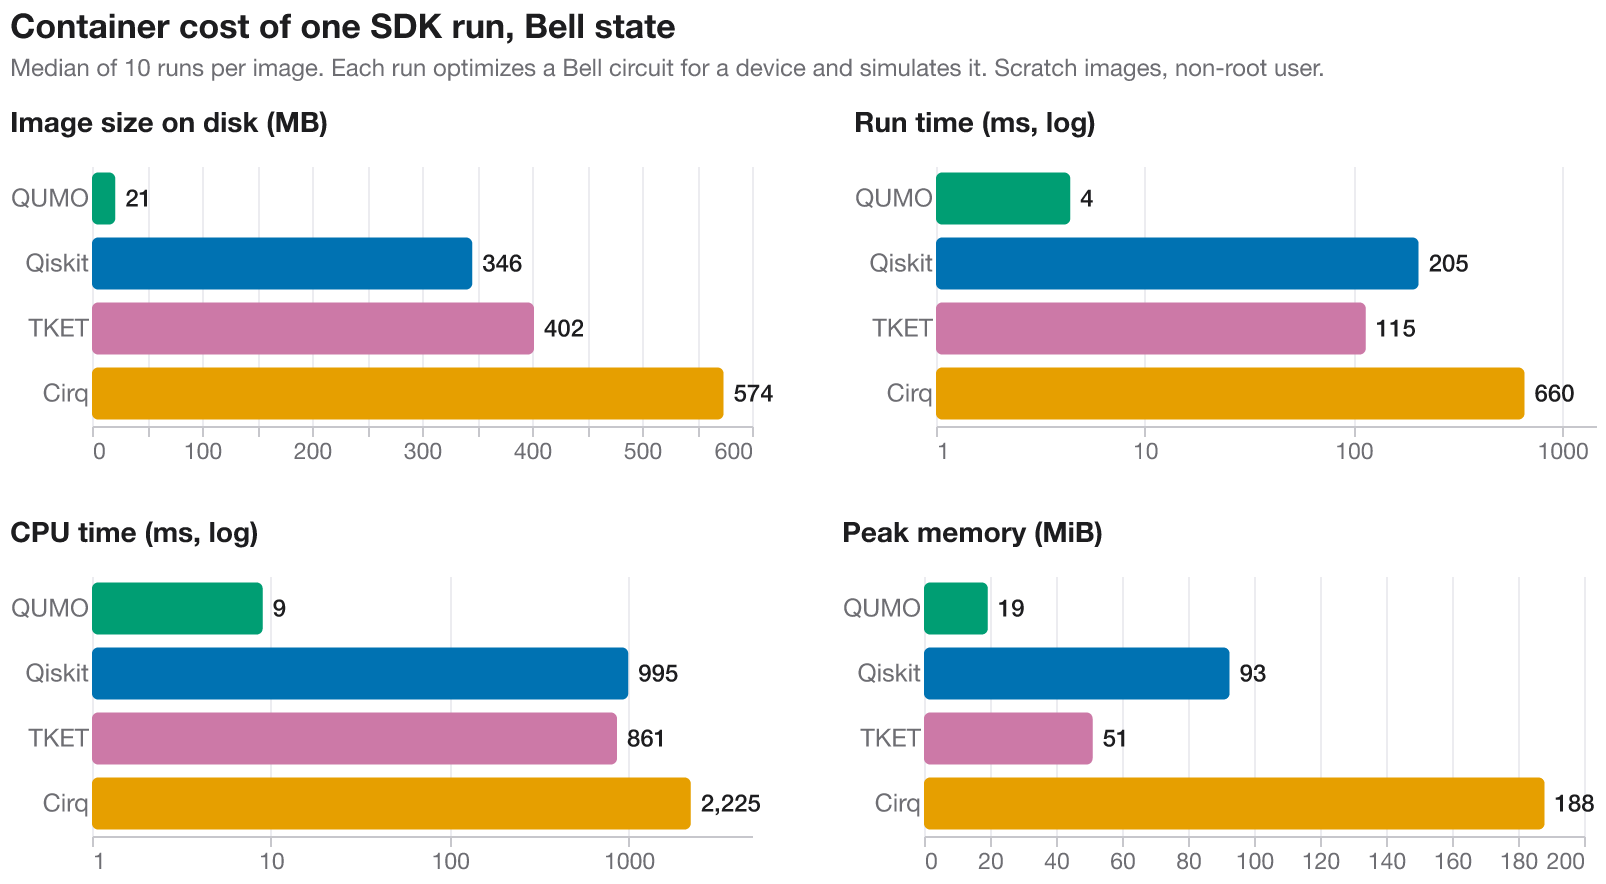 Container cost of one SDK run, Bell state
Median of 10 runs per image. Each run optimizes a Bell circuit for a device and simulates it. Scratch images, non-root user.
Image size on disk (MB)
QUMO 21
Qiskit 346
TKET 402
Cirq 574
0 100 200 300 400 500 600
Run time (ms, log)
QUMO 4
Qiskit 205
TKET 115
Cirq 660
1 10 100 1000
CPU time (ms, log)
QUMO 9
Qiskit 995
TKET 861
Cirq 2,225
1 10 100 1000
Peak memory (MiB)
QUMO 19
Qiskit 93
TKET 51
Cirq 188
0 20 40 60 80 100 120 140 160 180 200